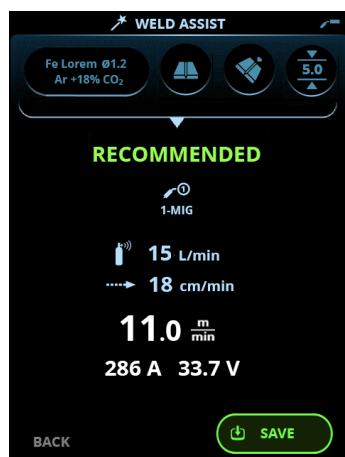 WELD ASSIST
Fe Lorem ø1.2
Ar +18% CO₂
5.0
RECOMMENDED
1
1-MIG
15 L/min
18 cm/min
11.0 m/min
286 A 33.7 V
BACK
SAVE